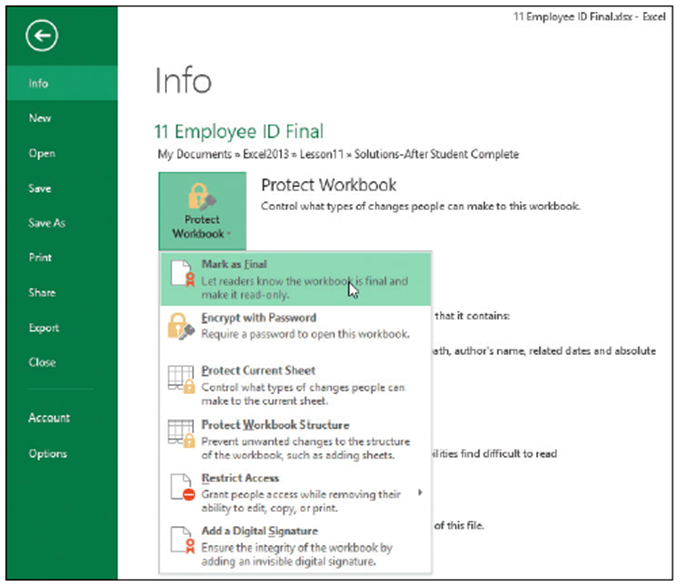 11 Employee ID Final.xlsx - Excel
Info
Info
New
11 Employee ID Final
Open
My Documents » Excel2013 » Lesson11 » Solutions-After Student Complete
Save
Protect Workbook
Control what types of changes people can make to this workbook.
Protect
Workbook
Save As
Print
Mark as Final
Let readers know the workbook is final and
make it read-only.
Share
Encrypt with Password
Require a password to open this workbook.
that it contains:
Export
author's name, related dates and absolute
Close
Protect Current Sheet
Control what types of changes people can
make to the current sheet.
Account
Protect Workbook Structure
Prevent unwanted changes to the structure
of the workbook, such as adding sheets.
Options
find difficult to read
Restrict Access
Grant people access while removing their
ability to edit, copy, or print.
of this file.
Add a Digital Signature
Ensure the integrity of the workbook by
adding an invisible digital signature.